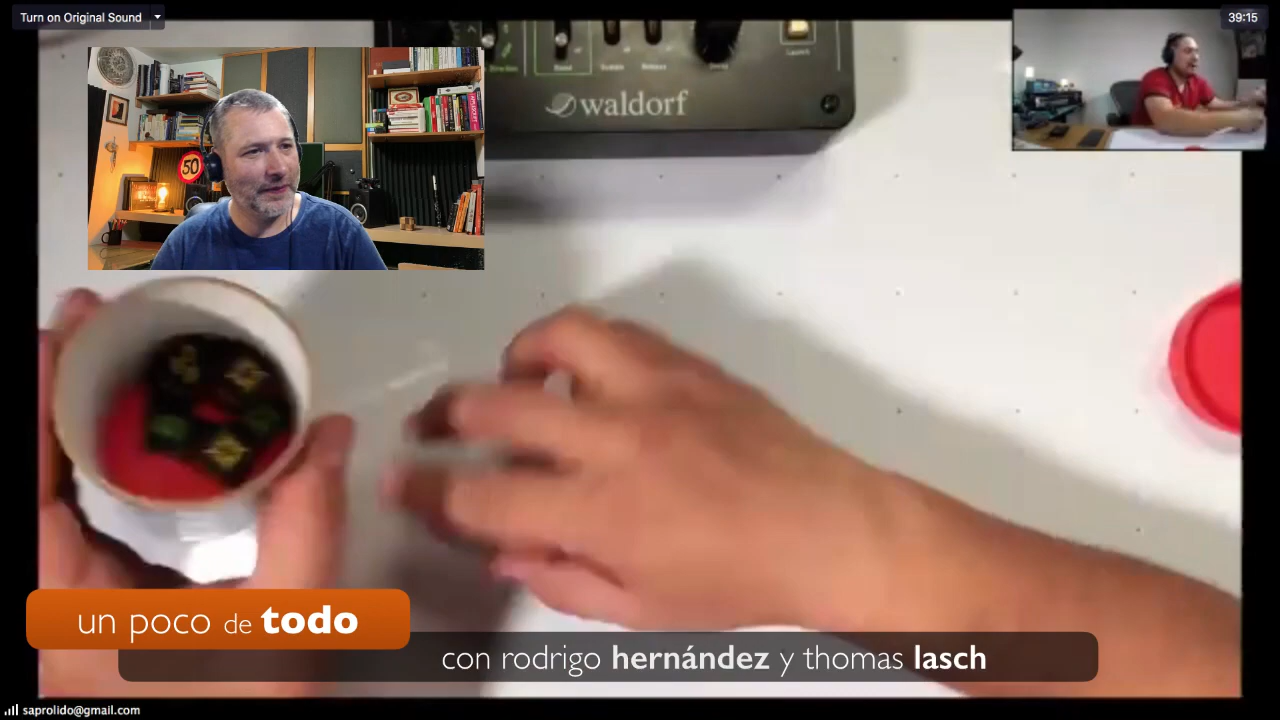 Turn on Original Sound
39:15
waldorf
50
un poco de todo
con rodrigo hernández y thomas lasch
saprolido@gmail.com